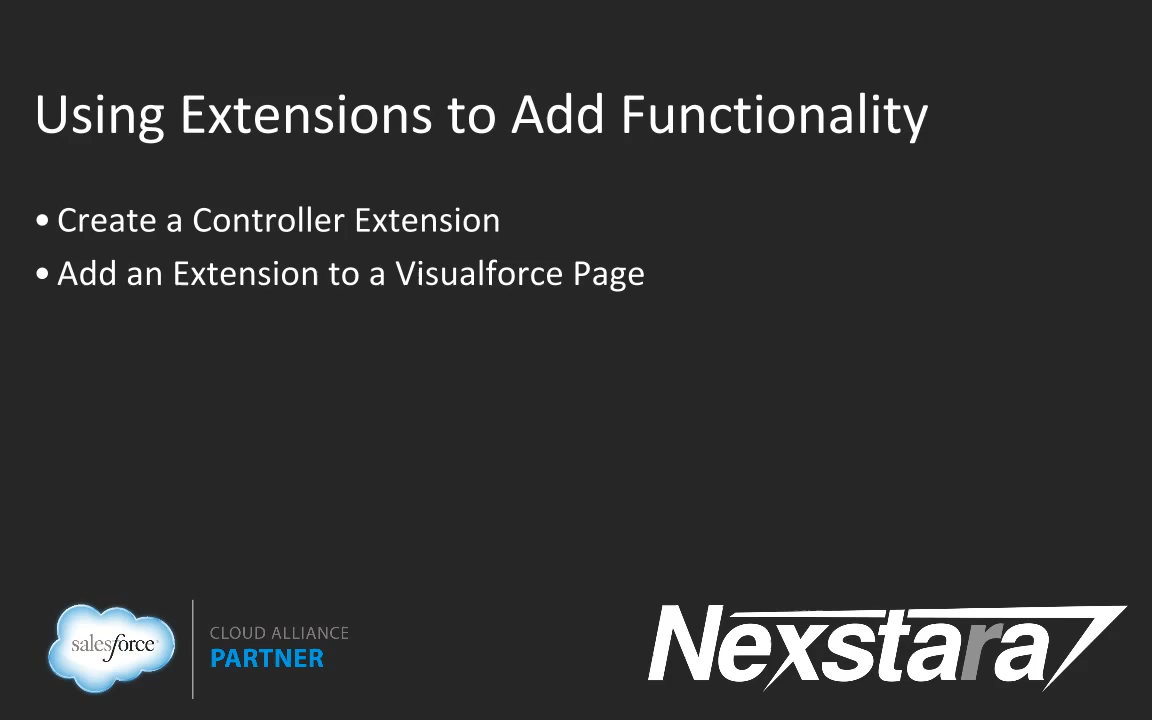 Using Extensions to Add Functionality
• Create a Controller Extension
• Add an Extension to a Visualforce Page
salesforce
CLOUD ALLIANCE
PARTNER
Nexstara